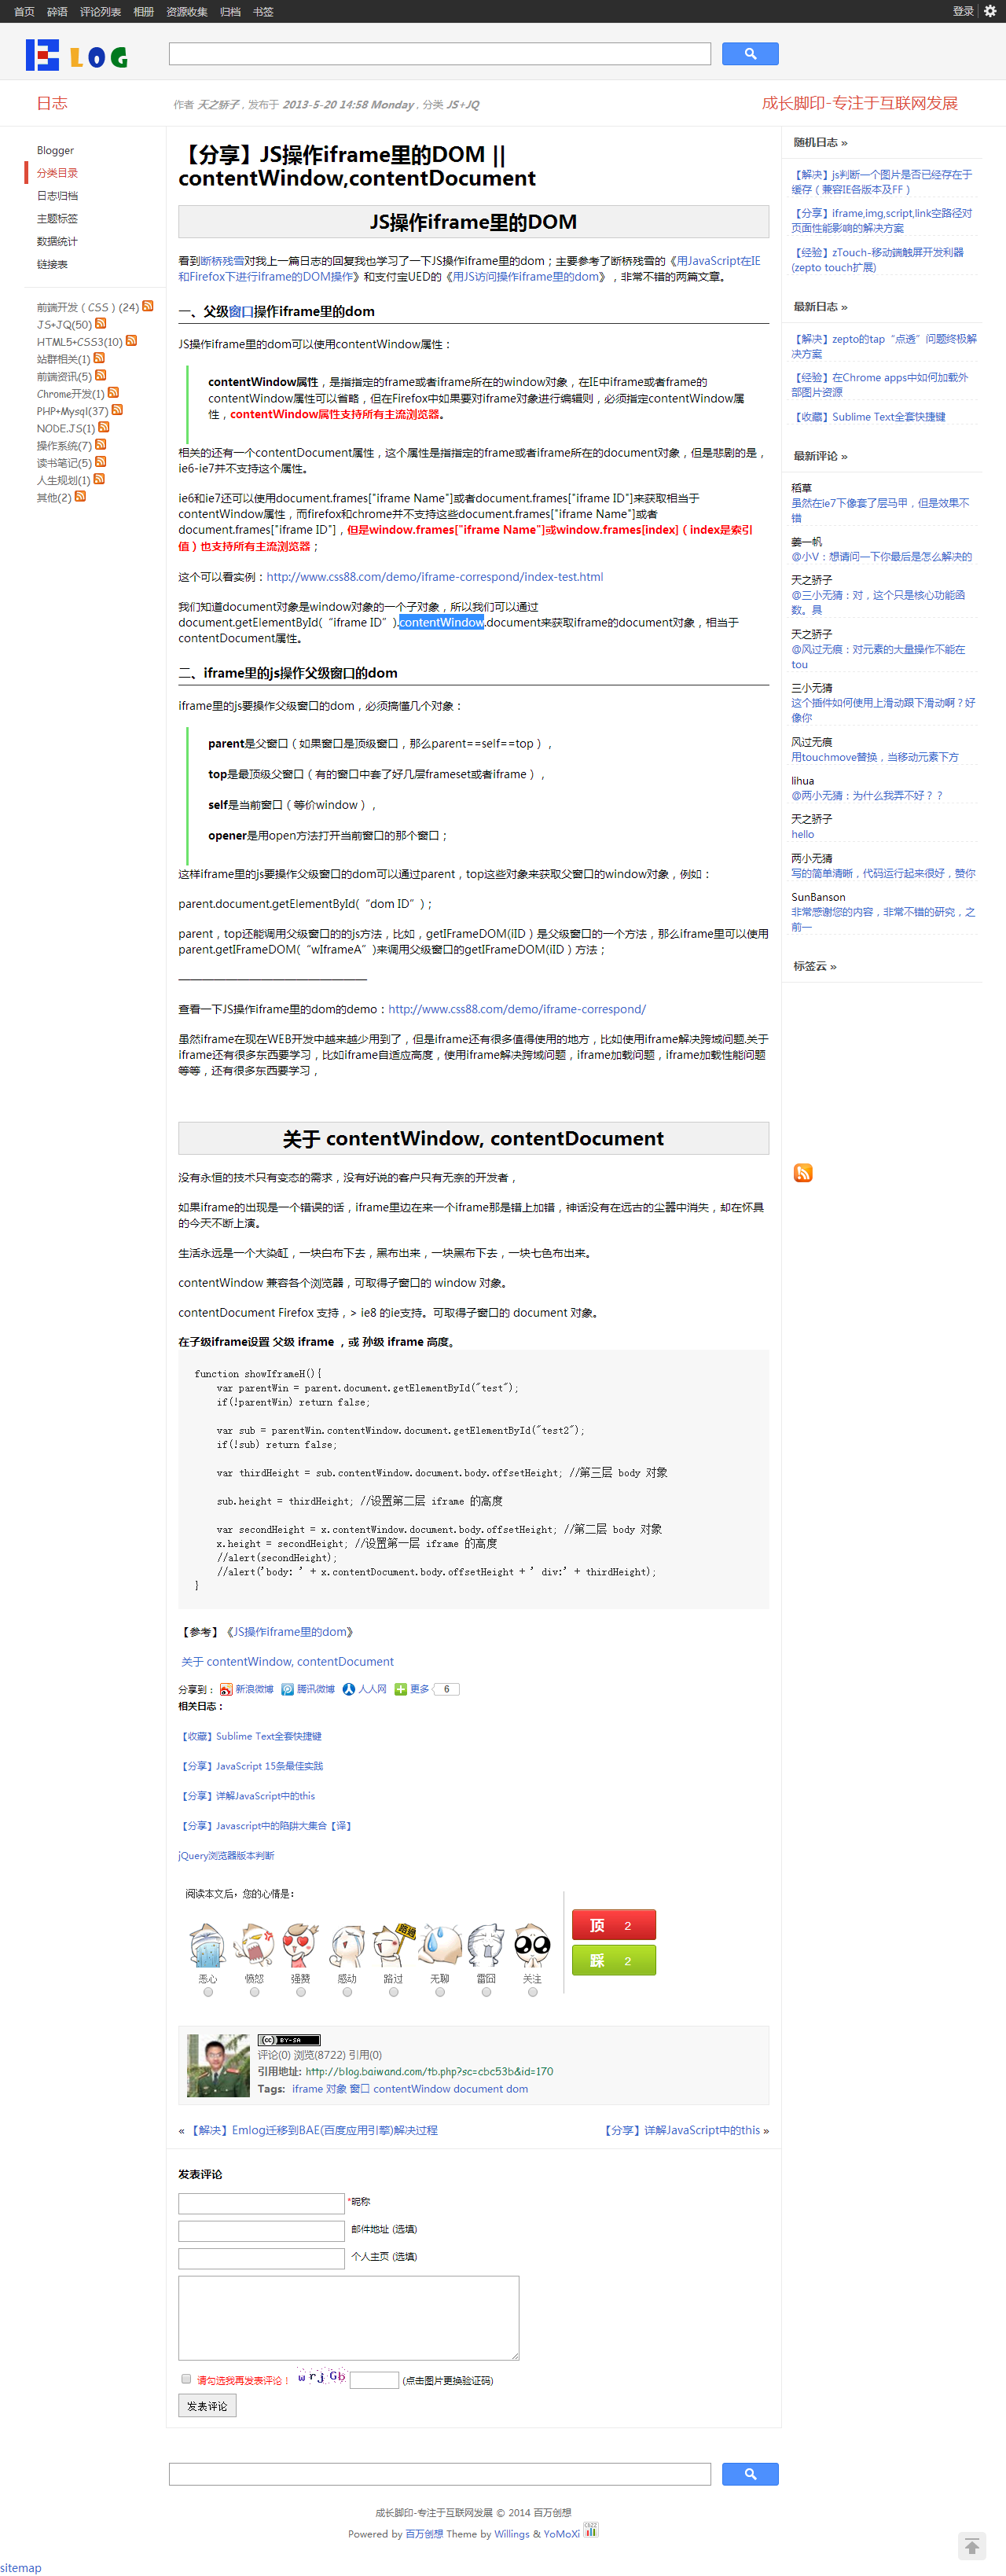 首页 碎语 评论列表 相册 资源收集 归档 书签 登录
LOG
日志
作者 天之骄子 , 发布于 2013-5-20 14:58 Monday , 分类 JS+JQ
成长脚印-专注于互联网发展
Blogger
分类目录
日志归档
主题标签
数据统计
链接表
前端开发（CSS）(24)
JS+JQ(50)
HTML5+CSS3(10)
站群相关(1)
前端资讯(5)
Chrome开发(1)
PHP+Mysql(37)
NODE.JS(1)
操作系统(7)
读书笔记(5)
人生规划(1)
其他(2)
【分享】JS操作iframe里的DOM ||
contentWindow,contentDocument
JS操作iframe里的DOM
看到断桥残雪对我上一篇日志的回复我也学习了一下JS操作iframe里的dom；主要参考了断桥残雪的《用JavaScript在IE
和Firefox下进行iframe的DOM操作》和支付宝UED的《用JS访问操作iframe里的dom》，非常不错的两篇文章。
一、父级窗口操作iframe里的dom
JS操作iframe里的dom可以使用contentWindow属性：
contentWindow属性，是指指定的frame或者iframe所在的window对象，在IE中iframe或者frame的
contentWindow属性可以省略，但在Firefox中如果要对iframe对象进行编辑则，必须指定contentWindow属
性，contentWindow属性支持所有主流浏览器。
相关的还有一个contentDocument属性，这个属性是指指定的frame或者iframe所在的document对象，但是悲剧的是，
ie6-ie7并不支持这个属性。
ie6和ie7还可以使用document.frames["iframe Name"]或者document.frames["iframe ID"]来获取相当于
contentWindow属性，而firefox和chrome并不支持这些document.frames["iframe Name"]或者
document.frames["iframe ID"]，但是window.frames["iframe Name"]或window.frames[index]（index是索引
值）也支持所有主流浏览器；
这个可以看实例：http://www.css88.com/demo/iframe-correspond/index-test.html
我们知道document对象是window对象的一个子对象，所以我们可以通过
document.getElementById(“iframe ID”).contentWindow.document来获取iframe的document对象，相当于
contentDocument属性。
二、iframe里的js操作父级窗口的dom
iframe里的js要操作父级窗口的dom，必须搞懂几个对象：
parent是父窗口（如果窗口是顶级窗口，那么parent==self==top），
top是最顶级父窗口（有的窗口中套了好几层frameset或者iframe），
self是当前窗口（等价window），
opener是用open方法打开当前窗口的那个窗口；
这样iframe里的js要操作父级窗口的dom可以通过parent，top这些对象来获取父窗口的window对象，例如：
parent.document.getElementById(“dom ID”)；
parent，top还能调用父级窗口的的js方法，比如，getIFrameDOM(iID）是父级窗口的一个方法，那么iframe里可以使用
parent.getIFrameDOM(“wIframeA”)来调用父级窗口的getIFrameDOM(iID）方法；
————————————————
查看一下JS操作iframe里的dom的demo：http://www.css88.com/demo/iframe-correspond/
虽然iframe在现在WEB开发中越来越少用到了，但是iframe还有很多值得使用的地方，比如使用iframe解决跨域问题.关于
iframe还有很多东西要学习，比如iframe自适应高度，使用iframe解决跨域问题，iframe加载问题，iframe加载性能问题
等等，还有很多东西要学习，
关于 contentWindow, contentDocument
没有永恒的技术只有变态的需求，没有好说的客户只有无奈的开发者，
如果iframe的出现是一个错误的话，iframe里边在来一个iframe那是错上加错，神话没有在远古的尘嚣中消失，却在怀具
的今天不断上演。
生活永远是一个大染缸，一块白布下去，黑布出来，一块黑布下去，一块七色布出来。
contentWindow 兼容各个浏览器，可取得子窗口的 window 对象。
contentDocument Firefox 支持，> ie8 的ie支持。可取得子窗口的 document 对象。
在子级iframe设置 父级 iframe ，或 孙级 iframe 高度。
function showIframeH(){
var parentWin = parent.document.getElementById("test");
if(!parentWin) return false;
var sub = parentWin.contentWindow.document.getElementById("test2");
if(!sub) return false;
var thirdHeight = sub.contentWindow.document.body.offsetHeight; //第三层 body 对象
sub.height = thirdHeight; //设置第二层 iframe 的高度
var secondHeight = x.contentWindow.document.body.offsetHeight; //第二层 body 对象
x.height = secondHeight; //设置第一层 iframe 的高度
//alert(secondHeight);
//alert('body: ' + x.contentDocument.body.offsetHeight + ' div:' + thirdHeight);
}
【参考】《JS操作iframe里的dom》
关于 contentWindow, contentDocument
分享到： 新浪微博 腾讯微博 人人网 更多 6
相关日志：
【收藏】Sublime Text全套快捷键
【分享】JavaScript 15条最佳实践
【分享】详解JavaScript中的this
【分享】Javascript中的陷阱大集合【译】
jQuery浏览器版本判断
阅读本文后，您的心情是：
路过
恶心 愤怒 强赞 感动 路过 无聊 雷囧 关注
顶 2
踩 2
(cc) BY-SA
评论(0) 浏览(8722) 引用(0)
引用地址: http://blog.baiwand.com/tb.php?sc=cbc53b&id=170
Tags: iframe 对象 窗口 contentWindow document dom
« 【解决】Emlog迁移到BAE(百度应用引擎)解决过程
【分享】详解JavaScript中的this »
发表评论
*昵称
邮件地址 (选填)
个人主页 (选填)
请勾选我再发表评论！ wrjGb (点击图片更换验证码)
发表评论
随机日志 »
【解决】js判断一个图片是否已经存在于
缓存（兼容IE各版本及FF）
【分享】iframe,img,script,link空路径对
页面性能影响的解决方案
【经验】zTouch-移动端触屏开发利器
(zepto touch扩展)
最新日志 »
【解决】zepto的tap“点透”问题终极解
决方案
【经验】在Chrome apps中如何加载外
部图片资源
【收藏】Sublime Text全套快捷键
最新评论 »
稻草
虽然在ie7下像套了层马甲，但是效果不
错
姜一帆
@小V：想请问一下你最后是怎么解决的
天之骄子
@三小无猜：对，这个只是核心功能函
数。具
天之骄子
@风过无痕：对元素的大量操作不能在
tou
三小无猜
这个插件如何使用上滑动跟下滑动啊？好
像你
风过无痕
用touchmove替换，当移动元素下方
lihua
@两小无猜：为什么我弄不好？？
天之骄子
hello
两小无猜
写的简单清晰，代码运行起来很好，赞你
SunBanson
非常感谢您的内容，非常不错的研究，之
前一
标签云 »
成长脚印-专注于互联网发展 © 2014 百万创想
Powered by 百万创想 Theme by Willings & YoMoXi
sitemap